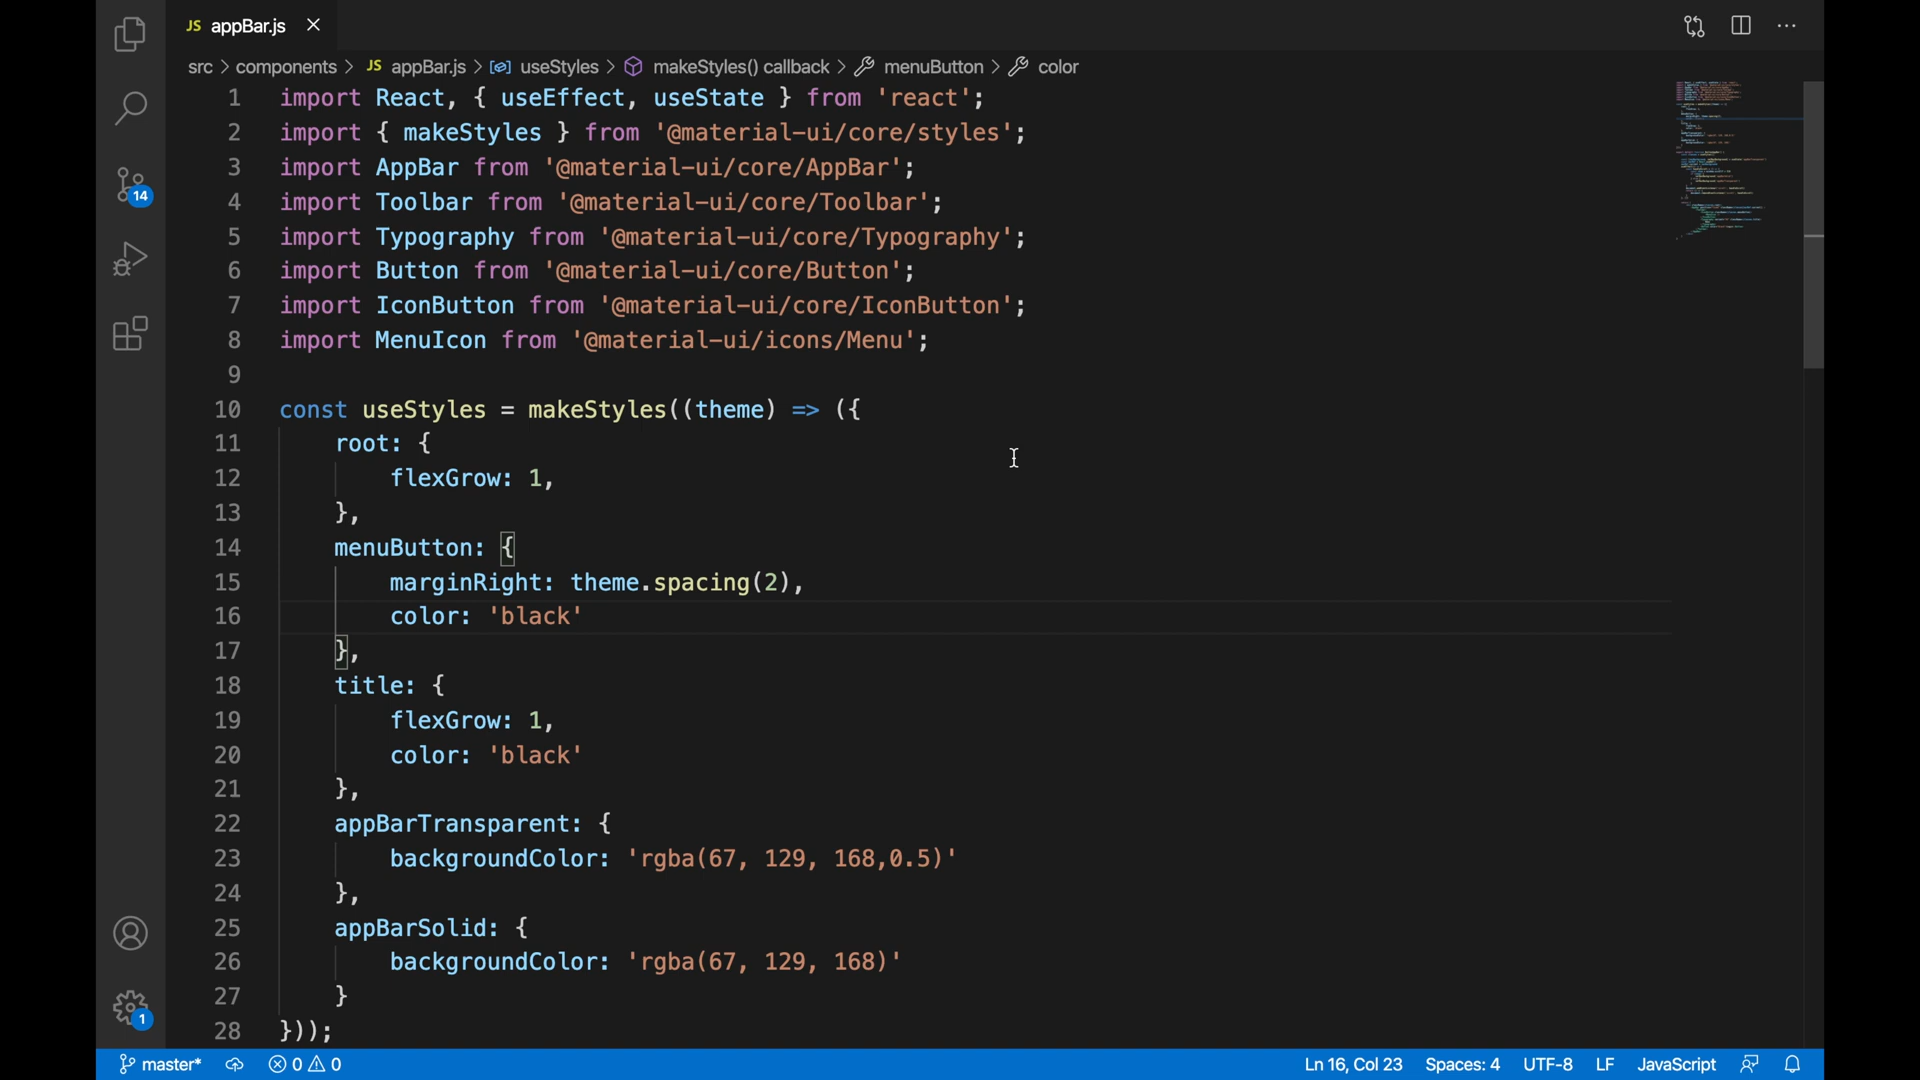 JS appBar.js
src > components > JS appBar.js > useStyles > makeStyles() callback > menuButton > color
1 import React, { useEffect, useState } from 'react';
2 import { makeStyles } from '@material-ui/core/styles';
3 import AppBar from '@material-ui/core/AppBar';
4 import Toolbar from '@material-ui/core/Toolbar';
5 import Typography from '@material-ui/core/Typography';
6 import Button from '@material-ui/core/Button';
7 import IconButton from '@material-ui/core/IconButton';
8 import MenuIcon from '@material-ui/icons/Menu';
9
10 const useStyles = makeStyles((theme) => ({
11 root: {
12 flexGrow: 1,
13 },
14 menuButton: {
15 marginRight: theme.spacing(2),
16 color: 'black'
17 },
18 title: {
19 flexGrow: 1,
20 color: 'black'
21 },
22 appBarTransparent: {
23 backgroundColor: 'rgba(67, 129, 168,0.5)'
24 },
25 appBarSolid: {
26 backgroundColor: 'rgba(67, 129, 168)'
27 }
28 }));
14
1
master* 0 0 Ln 16, Col 23 Spaces: 4 UTF-8 LF JavaScript